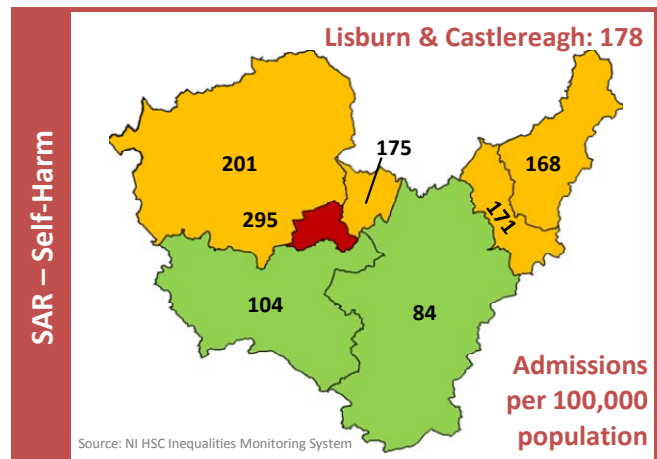 SAR – Self-Harm
Lisburn & Castlereagh: 178
175
168
201
295
171
104
84
Admissions
per 100,000
population
Source: NI HSC Inequalities Monitoring System